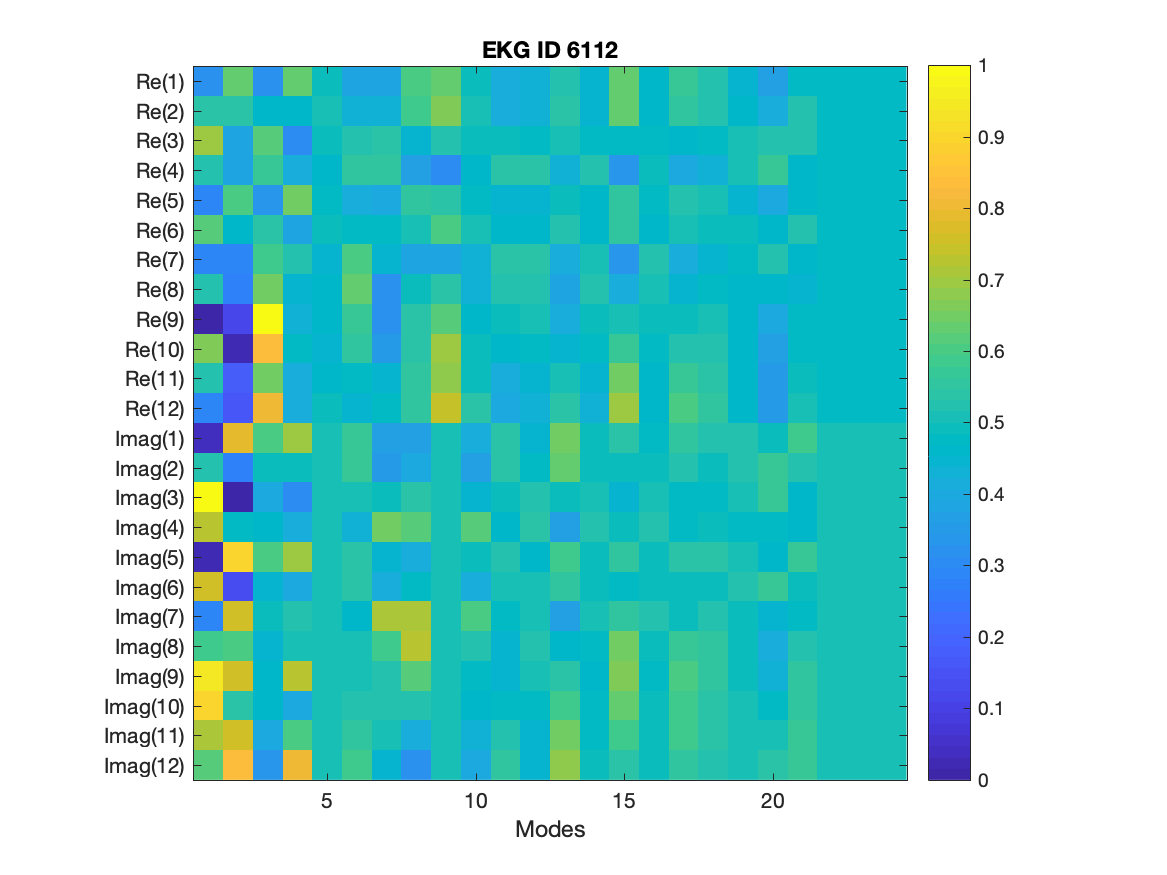 EKG ID 6112
Re(1)
Re(2)
Re(3)
Re(4)
Re(5)
Re(6)
Re(7)
Re(8)
Re(9)
Re(10)
Re(11)
Re(12)
Imag(1)
Imag(2)
Imag(3)
Imag(4)
Imag(5)
Imag(6)
Imag(7)
Imag(8)
Imag(9)
Imag(10)
Imag(11)
Imag(12)
5 10 15 20
Modes
1
0.9
0.8
0.7
0.6
0.5
0.4
0.3
0.2
0.1
0